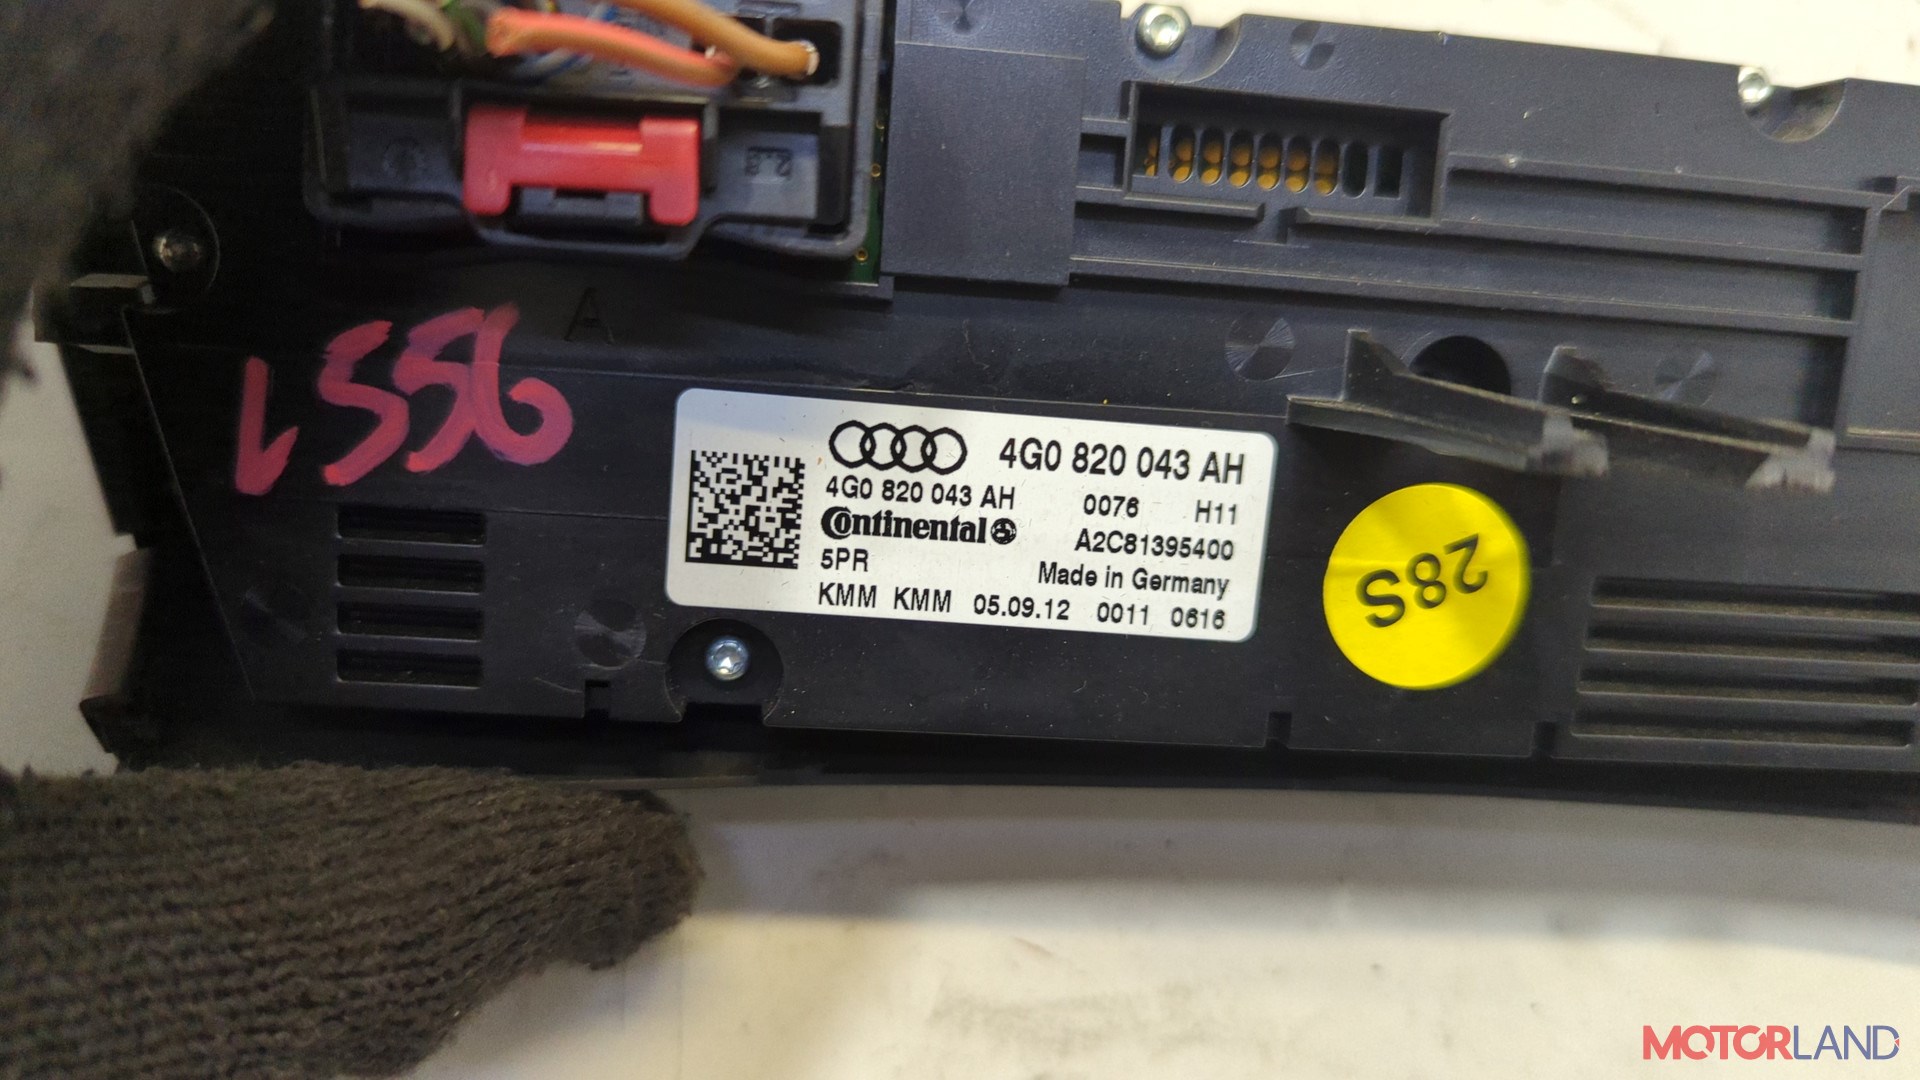 A
1556
4G0 820 043 AH
4G0 820 043 AH 0076 H11
Continental A2C81395400
5PR Made in Germany
KMM KMM 05.09.12 0011 0616
28S
MOTORLAND